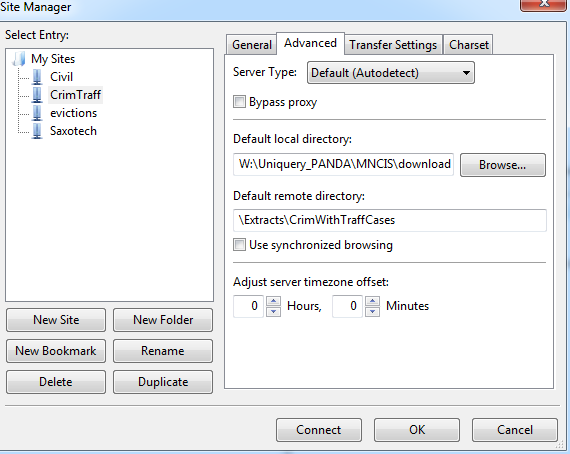 Site Manager
Select Entry:
My Sites
Civil
CrimTraff
evictions
Saxotech
New Site
New Folder
New Bookmark
Rename
Delete
Duplicate
General
Advanced
Transfer Settings
Charset
Server Type:
Default (Autodetect)
Bypass proxy
Default local directory:
W:\Uniquery_PANDA\MNCIS\download
Browse...
Default remote directory:
\Extracts\CrimWithTraffCases
Use synchronized browsing
Adjust server timezone offset:
0 Hours, 0 Minutes
Connect
OK
Cancel